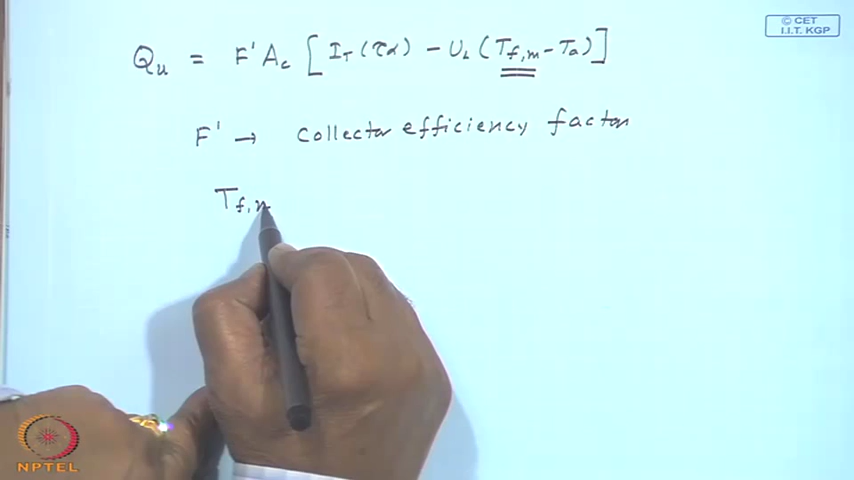 © CET
I.I.T. KGP
Qu = F' Ac [ IT (τα) - UL (Tf,m - Ta) ]
F' → collector efficiency factor
Tf,m
NPTEL